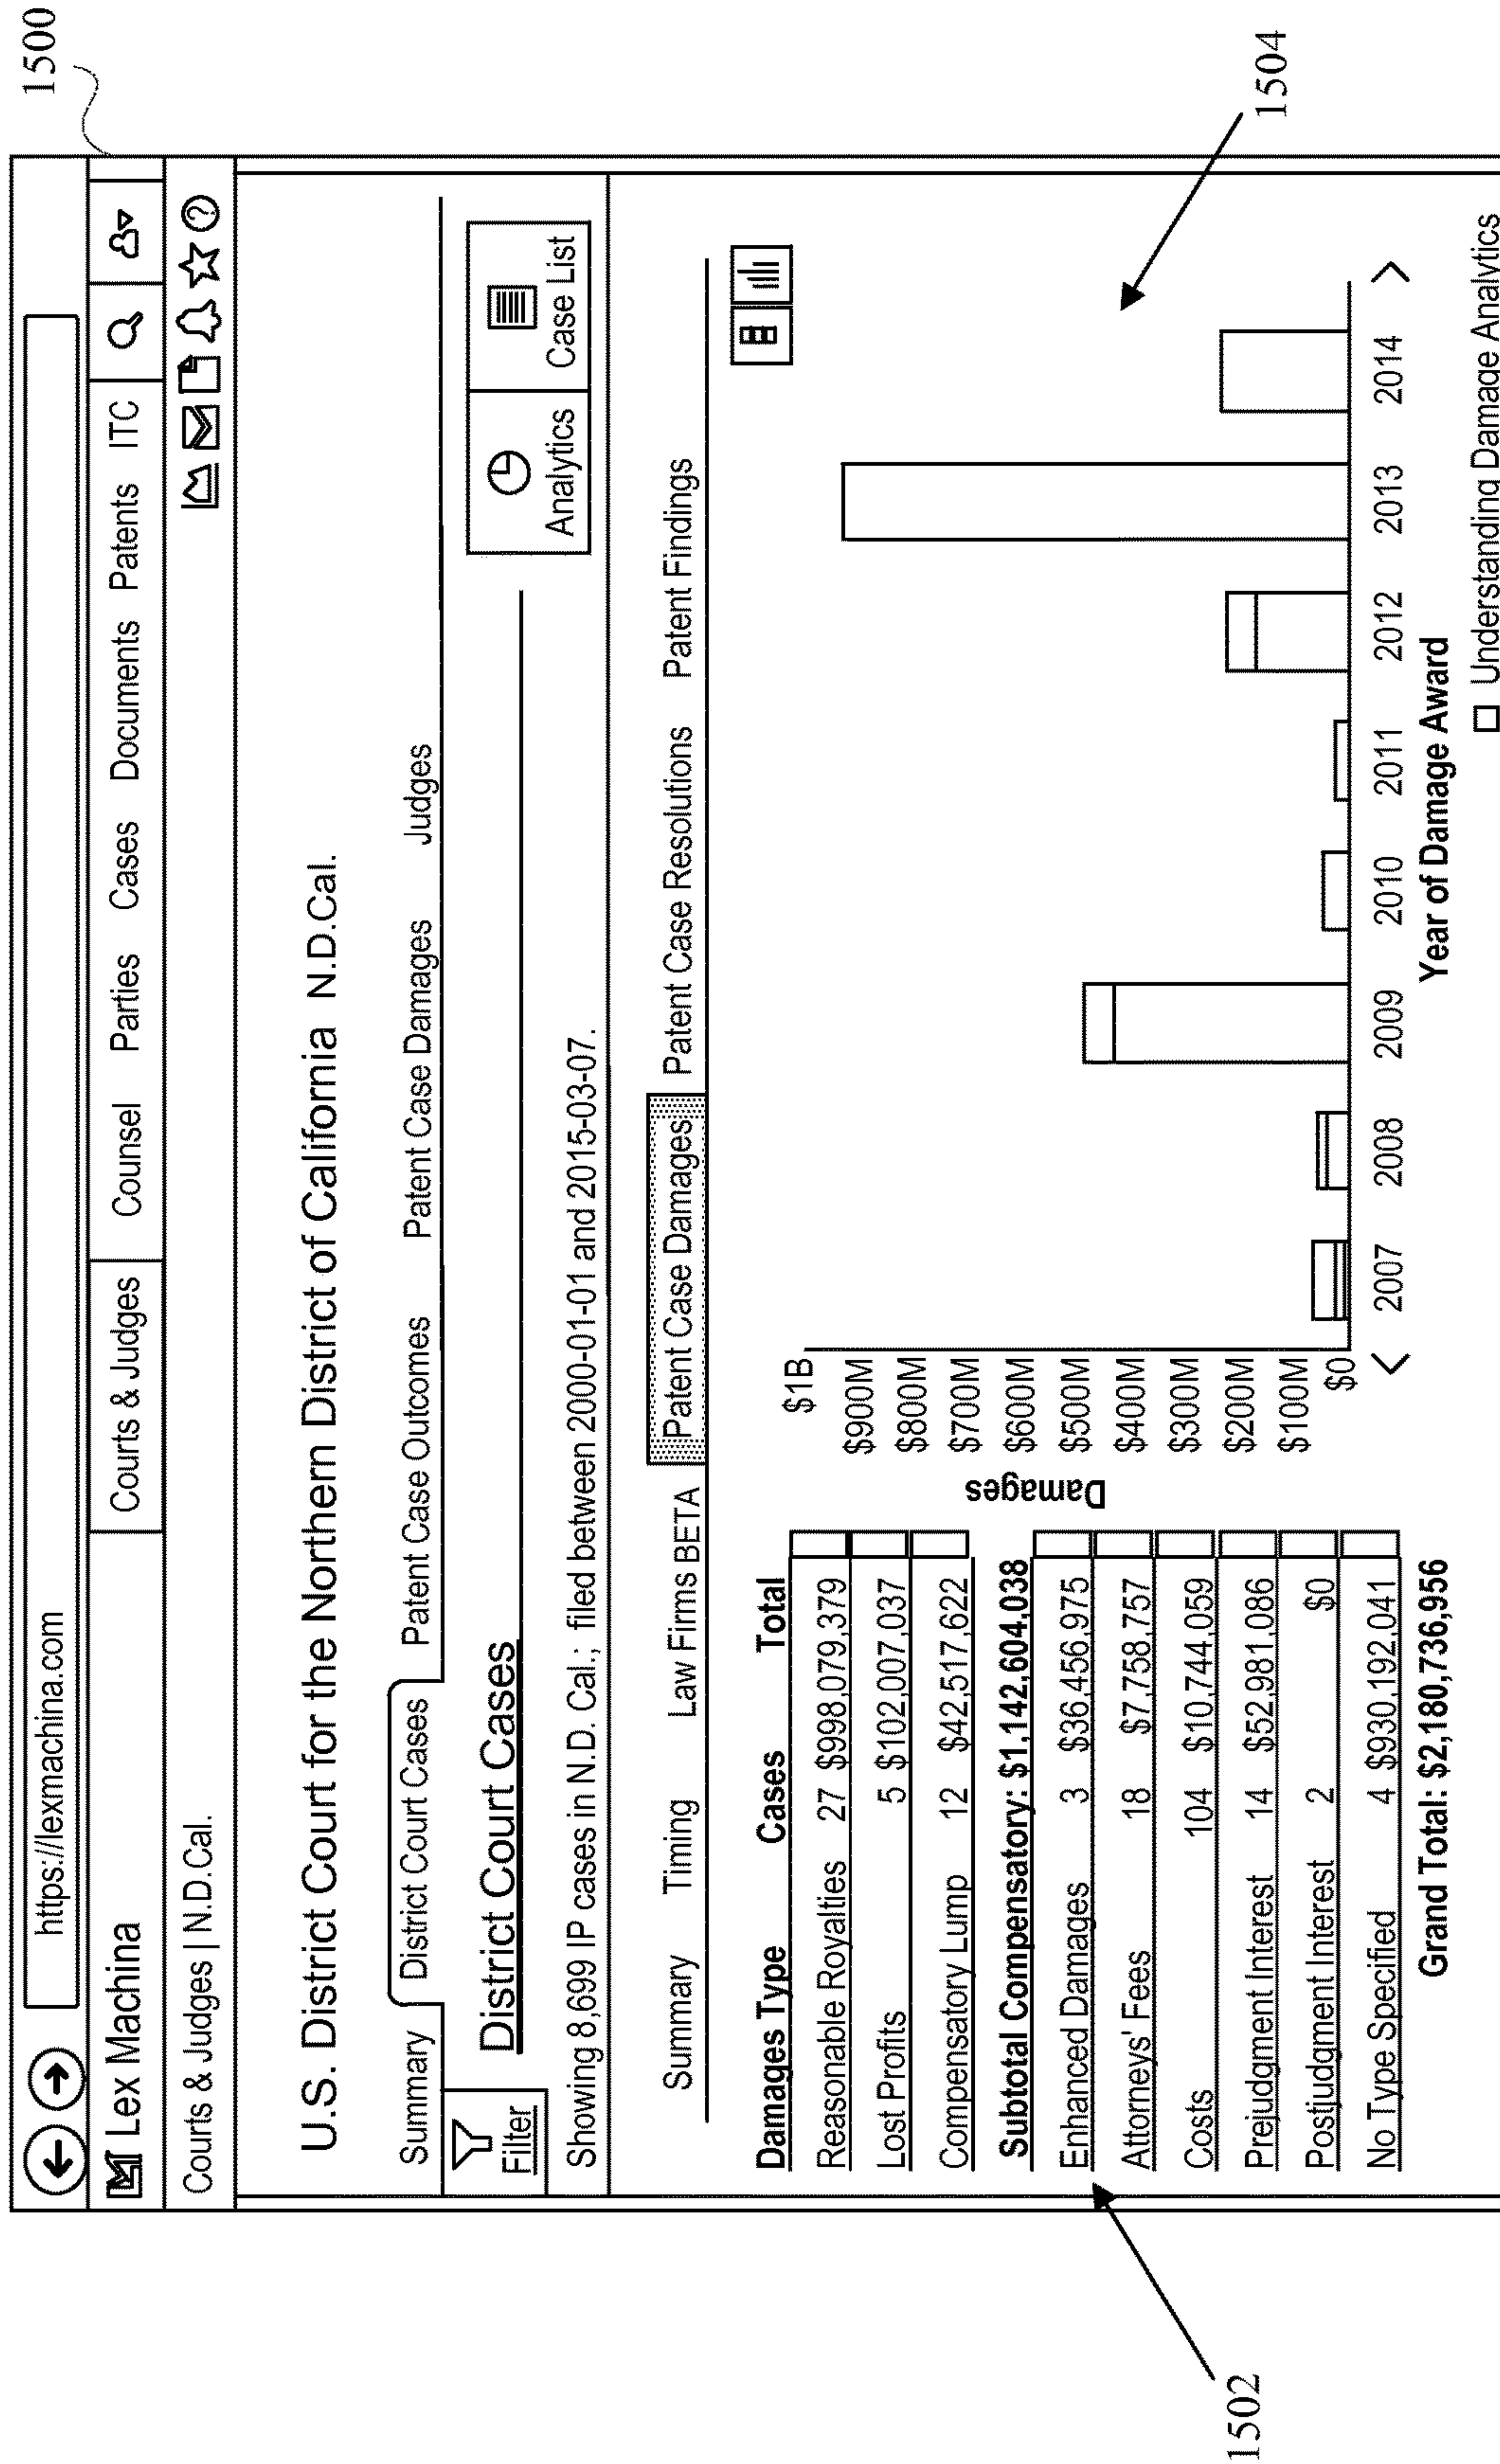 1500
https://lexmachina.com
Lex Machina Courts & Judges Counsel Parties Cases Documents Patents ITC
Courts & Judges | N.D.Cal.
U.S. District Court for the Northern District of California N.D.Cal.
Summary District Court Cases Patent Case Outcomes Patent Case Damages Judges
Filter
District Court Cases
Analytics Case List
Showing 8,699 IP cases in N.D. Cal.; filed between 2000-01-01 and 2015-03-07.
Summary Timing Law Firms BETA Patent Case Damages Patent Case Resolutions Patent Findings
Damages Type Cases Total
Reasonable Royalties 27 $998,079,379
Lost Profits 5 $102,007,037
Compensatory Lump 12 $42,517,622
Subtotal Compensatory: $1,142,604,038
Enhanced Damages 3 $36,456,975
Attorneys' Fees 18 $7,758,757
Costs 104 $10,744,059
Prejudgment Interest 14 $52,981,086
Postjudgment Interest 2 $0
No Type Specified 4 $930,192,041
Grand Total: $2,180,736,956
Damages
$1B
$900M
$800M
$700M
$600M
$500M
$400M
$300M
$200M
$100M
$0
2007 2008 2009 2010 2011 2012 2013 2014
Year of Damage Award
Understanding Damage Analytics
1502
1504